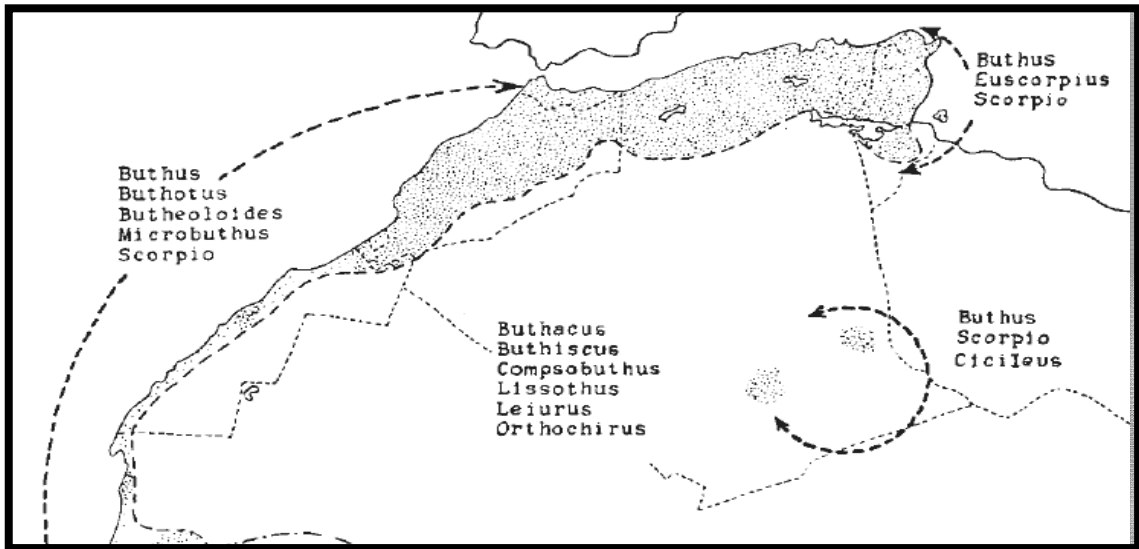 Buthus
Euscorpius
Scorpio
Buthus
Buthotus
Butheoloides
Microbuthus
Scorpio
Buthacus
Buthiscus
Compsobuthus
Lissothus
Leiurus
Orthochirus
Buthus
Scorpio
Cicileus